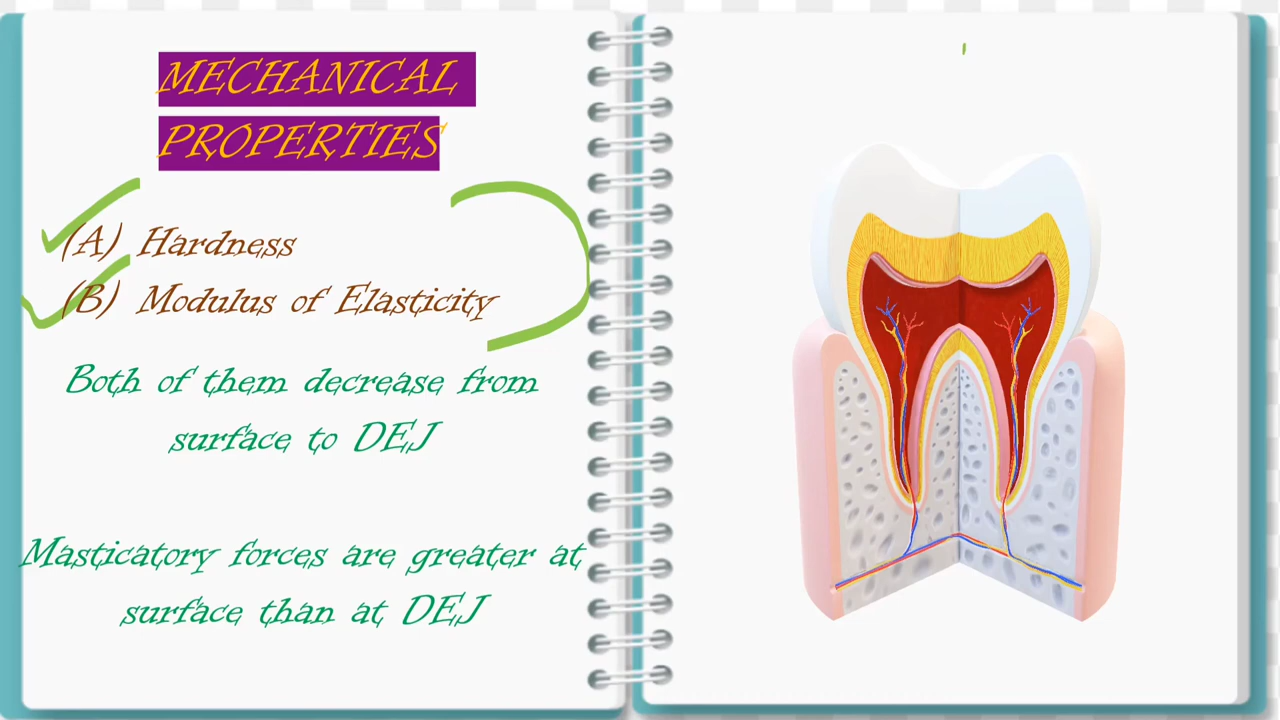 MECHANICAL
PROPERTIES
(A) Hardness
(B) Modulus of Elasticity
Both of them decrease from
surface to DEJ
Masticatory forces are greater at
surface than at DEJ